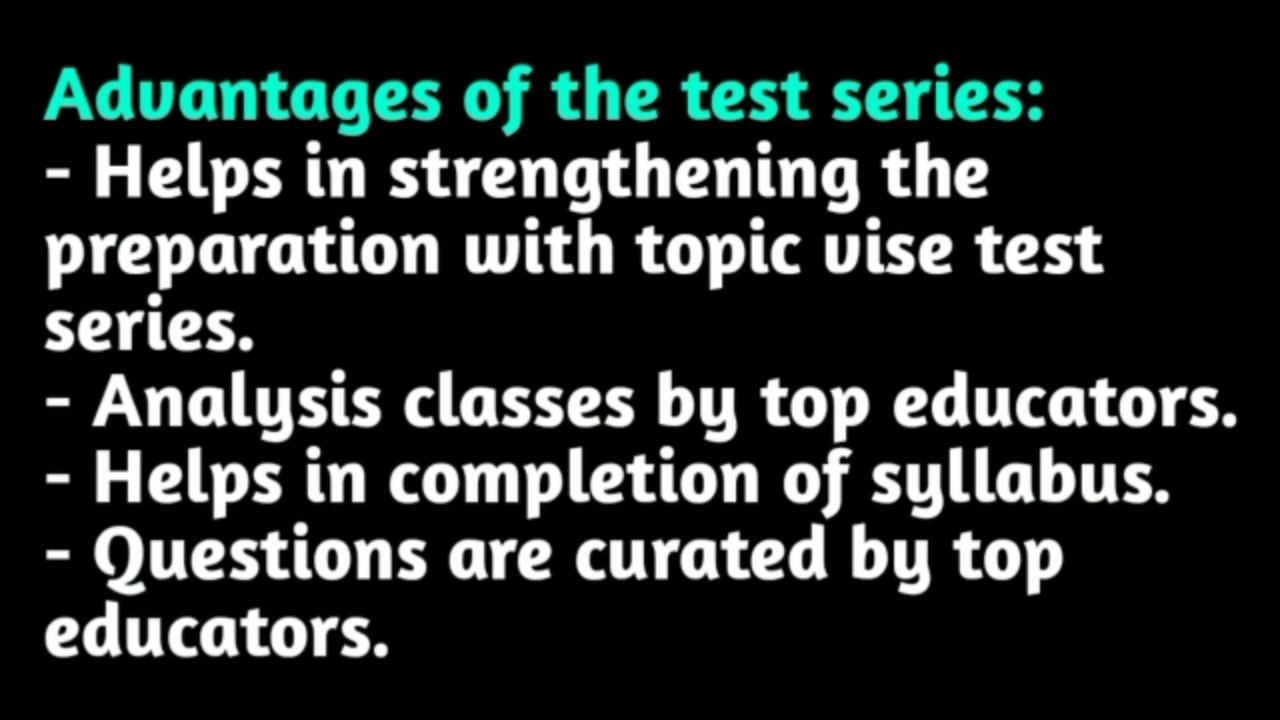 Advantages of the test series:
- Helps in strengthening the
preparation with topic vise test
series.
- Analysis classes by top educators.
- Helps in completion of syllabus.
- Questions are curated by top
educators.